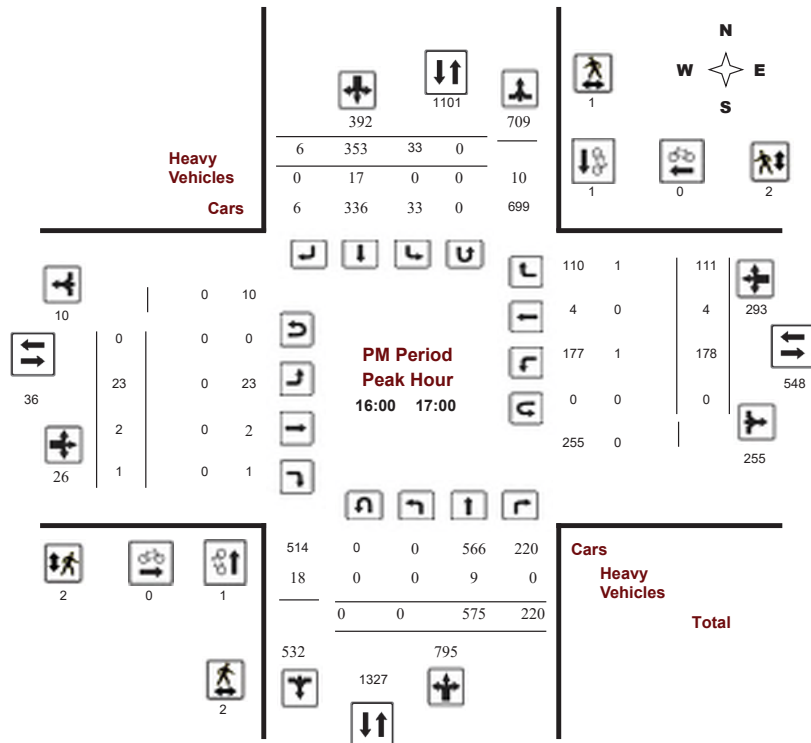 N
W E
S
1101
1
392 709
6 353 33 0
Heavy
Vehicles
0 17 0 0 10
Cars 6 336 33 0 699
1 0 2
110 1 111
0 10
10
4 0 4 293
0 0 0
PM Period
Peak Hour
16:00 17:00
177 1 178
36
23 0 23
548
0 0 0
2 0 2
255 0
255
26 1 0 1
514 0 0 566 220 Cars
18 0 0 9 0 Heavy
Vehicles
2 0 1
0 0 575 220 Total
532 795
1327
2